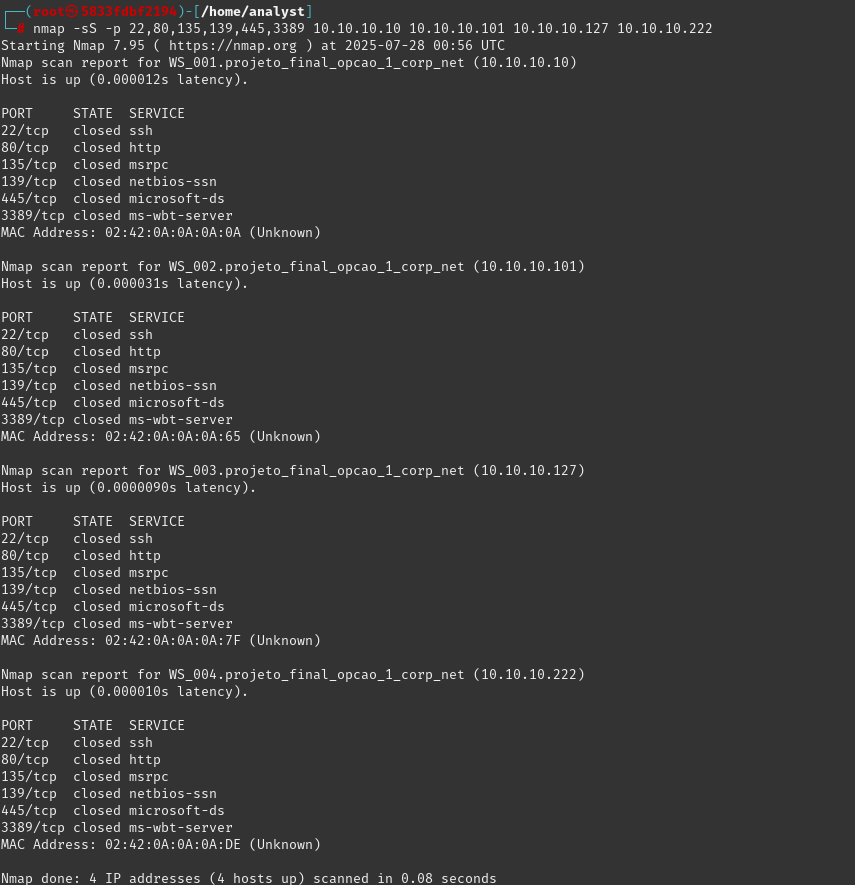 ┌──(root㉿5833fdbf2194)-[/home/analyst]
└─# nmap -sS -p 22,80,135,139,445,3389 10.10.10.10 10.10.10.101 10.10.10.127 10.10.10.222
Starting Nmap 7.95 ( https://nmap.org ) at 2025-07-28 00:56 UTC
Nmap scan report for WS_001.projeto_final_opcao_1_corp_net (10.10.10.10)
Host is up (0.000012s latency).

PORT     STATE  SERVICE
22/tcp   closed ssh
80/tcp   closed http
135/tcp  closed msrpc
139/tcp  closed netbios-ssn
445/tcp  closed microsoft-ds
3389/tcp closed ms-wbt-server
MAC Address: 02:42:0A:0A:0A:0A (Unknown)

Nmap scan report for WS_002.projeto_final_opcao_1_corp_net (10.10.10.101)
Host is up (0.000031s latency).

PORT     STATE  SERVICE
22/tcp   closed ssh
80/tcp   closed http
135/tcp  closed msrpc
139/tcp  closed netbios-ssn
445/tcp  closed microsoft-ds
3389/tcp closed ms-wbt-server
MAC Address: 02:42:0A:0A:0A:65 (Unknown)

Nmap scan report for WS_003.projeto_final_opcao_1_corp_net (10.10.10.127)
Host is up (0.0000090s latency).

PORT     STATE  SERVICE
22/tcp   closed ssh
80/tcp   closed http
135/tcp  closed msrpc
139/tcp  closed netbios-ssn
445/tcp  closed microsoft-ds
3389/tcp closed ms-wbt-server
MAC Address: 02:42:0A:0A:0A:7F (Unknown)

Nmap scan report for WS_004.projeto_final_opcao_1_corp_net (10.10.10.222)
Host is up (0.000010s latency).

PORT     STATE  SERVICE
22/tcp   closed ssh
80/tcp   closed http
135/tcp  closed msrpc
139/tcp  closed netbios-ssn
445/tcp  closed microsoft-ds
3389/tcp closed ms-wbt-server
MAC Address: 02:42:0A:0A:0A:DE (Unknown)

Nmap done: 4 IP addresses (4 hosts up) scanned in 0.08 seconds